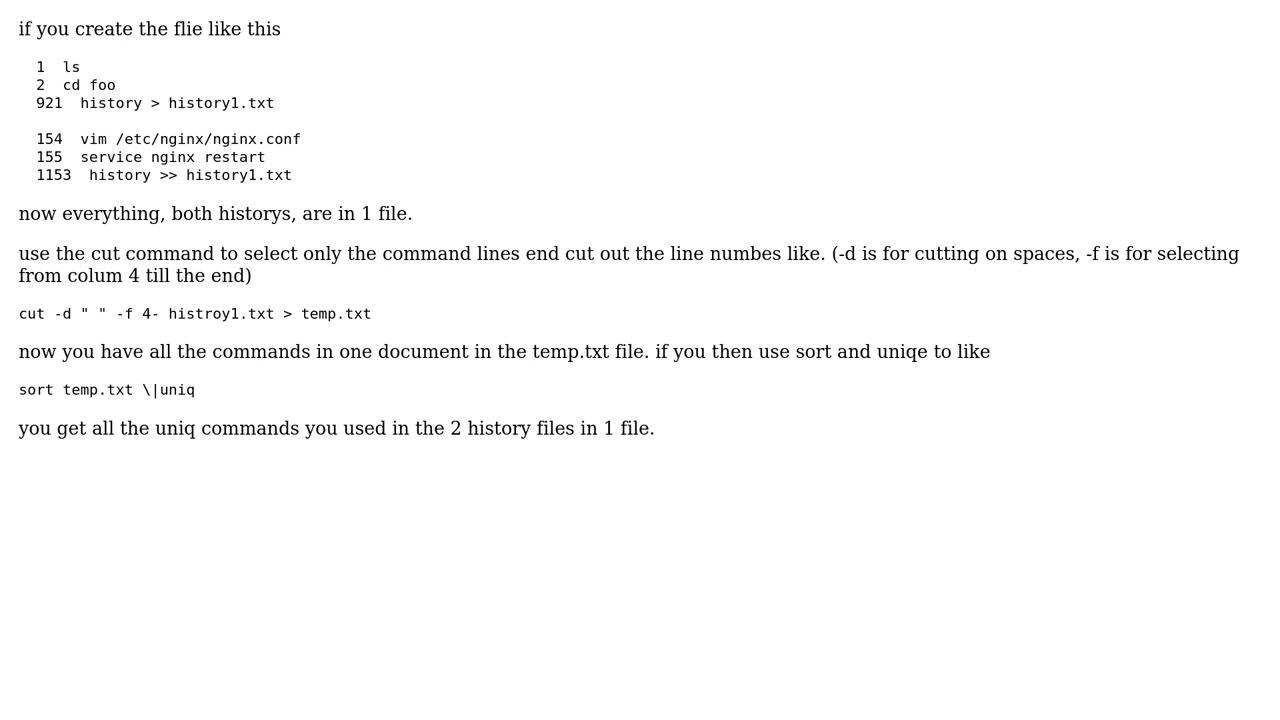 if you create the flie like this
  1  ls
  2  cd foo
  921  history > history1.txt

  154  vim /etc/nginx/nginx.conf
  155  service nginx restart
  1153  history >> history1.txt
now everything, both historys, are in 1 file.
use the cut command to select only the command lines end cut out the line numbes like. (-d is for cutting on spaces, -f is for selecting
from colum 4 till the end)
cut -d " " -f 4- histroy1.txt > temp.txt
now you have all the commands in one document in the temp.txt file. if you then use sort and uniqe to like
sort temp.txt \|uniq
you get all the uniq commands you used in the 2 history files in 1 file.